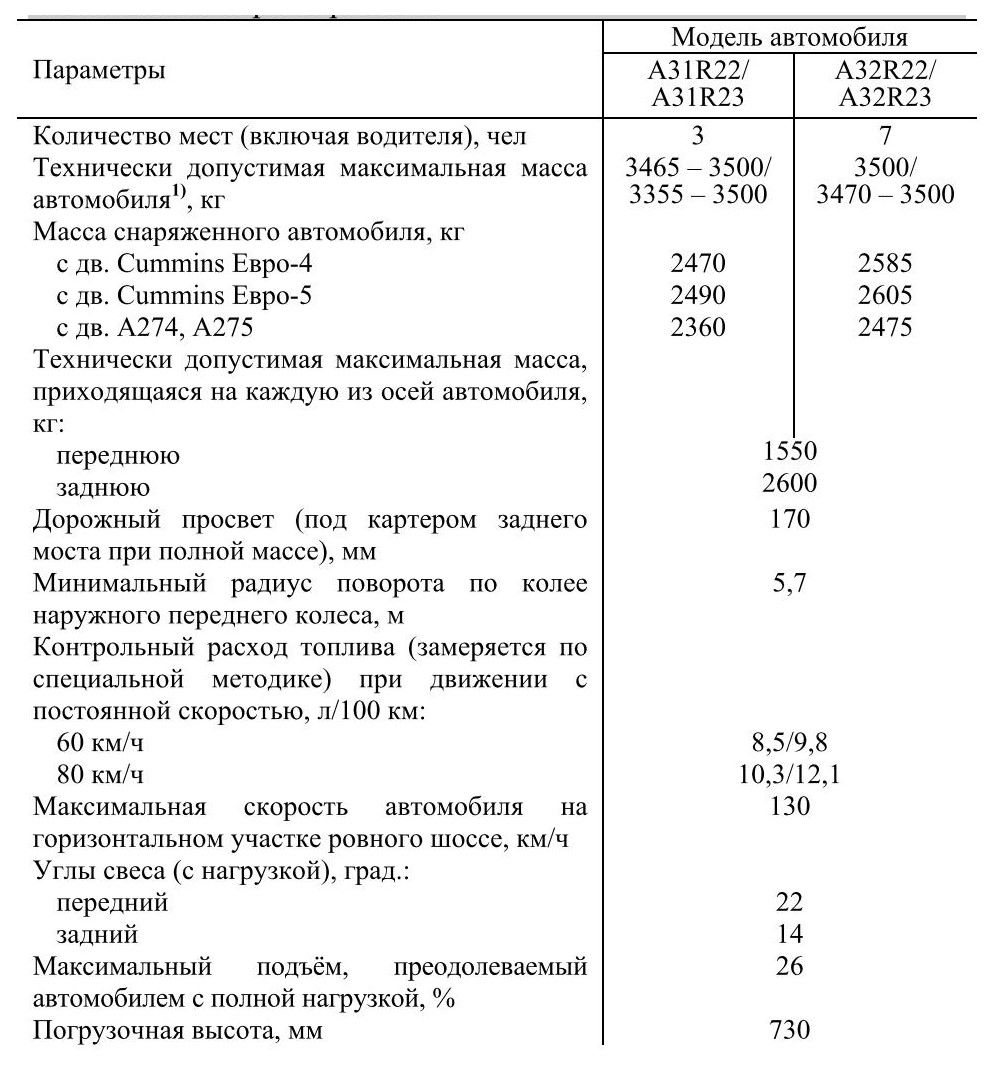 Модель автомобиля
Параметры
A31R22/ A32R22/
A31R23 A32R23
Количество мест (включая водителя), чел 3 7
Технически допустимая максимальная масса 3465 – 3500/ 3500/
автомобиля1), кг 3355 – 3500 3470 – 3500
Масса снаряженного автомобиля, кг
с дв. Cummins Евро-4 2470 2585
с дв. Cummins Евро-5 2490 2605
с дв. А274, А275 2360 2475
Технически допустимая максимальная масса,
приходящаяся на каждую из осей автомобиля,
кг:
переднюю 1550
заднюю 2600
Дорожный просвет (под картером заднего 170
моста при полной массе), мм
Минимальный радиус поворота по колее 5,7
наружного переднего колеса, м
Контрольный расход топлива (замеряется по
специальной методике) при движении с
постоянной скоростью, л/100 км:
60 км/ч 8,5/9,8
80 км/ч 10,3/12,1
Максимальная скорость автомобиля на 130
горизонтальном участке ровного шоссе, км/ч
Углы свеса (с нагрузкой), град.:
передний 22
задний 14
Максимальный подъём, преодолеваемый 26
автомобилем с полной нагрузкой, %
Погрузочная высота, мм 730